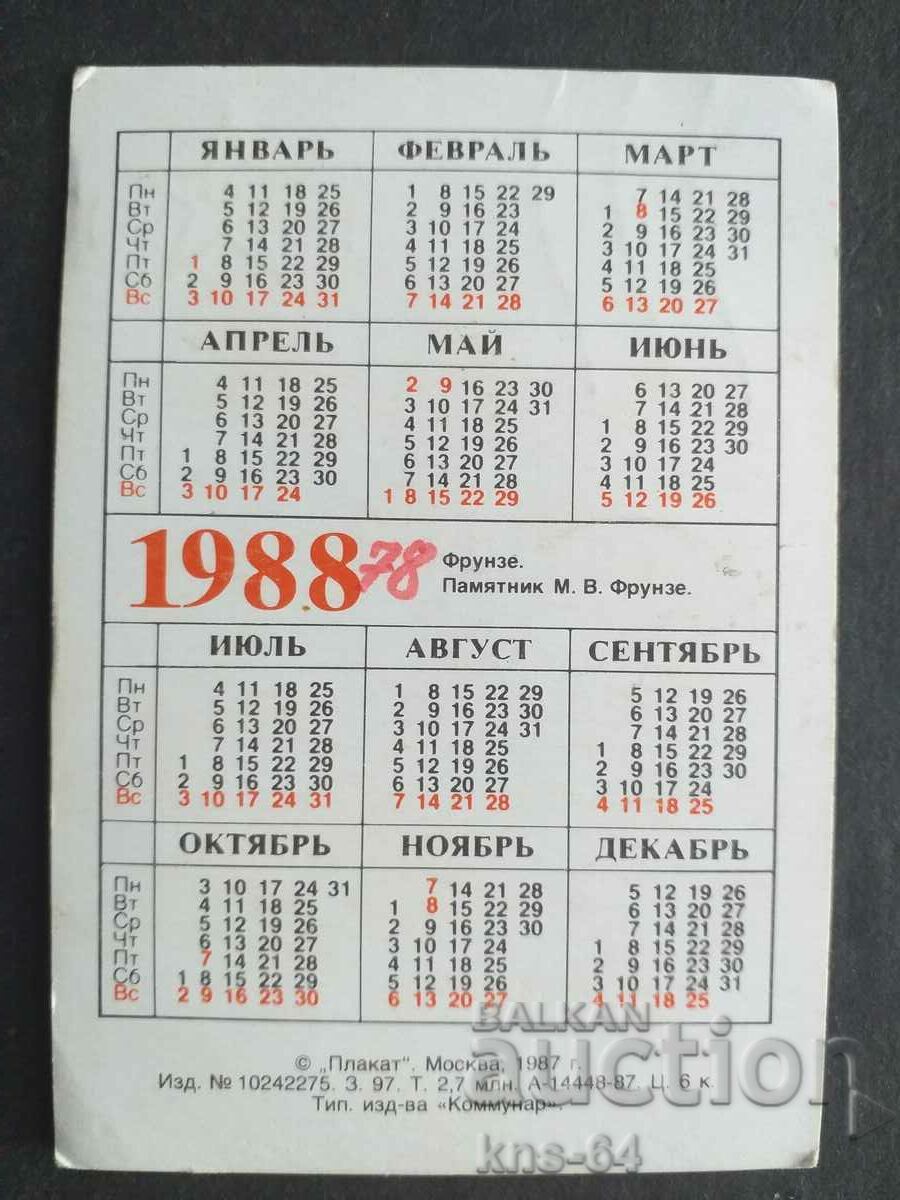 ЯНВАРЬ ФЕВРАЛЬ МАРТ
Пн 4 11 18 25 1 8 15 22 29 7 14 21 28
Вт 5 12 19 26 2 9 16 23 1 8 15 22 29
Ср 6 13 20 27 3 10 17 24 2 9 16 23 30
Чт 7 14 21 28 4 11 18 25 3 10 17 24 31
Пт 1 8 15 22 29 5 12 19 26 4 11 18 25
Сб 2 9 16 23 30 6 13 20 27 5 12 19 26
Вс 3 10 17 24 31 7 14 21 28 6 13 20 27
АПРЕЛЬ МАЙ ИЮНЬ
Пн 4 11 18 25 2 9 16 23 30 6 13 20 27
Вт 5 12 19 26 3 10 17 24 31 7 14 21 28
Ср 6 13 20 27 4 11 18 25 1 8 15 22 29
Чт 7 14 21 28 5 12 19 26 2 9 16 23 30
Пт 1 8 15 22 29 6 13 20 27 3 10 17 24
Сб 2 9 16 23 30 7 14 21 28 4 11 18 25
Вс 3 10 17 24 1 8 15 22 29 5 12 19 26
1988 78
Фрунзе.
Памятник М. В. Фрунзе.
ИЮЛЬ АВГУСТ СЕНТЯБРЬ
Пн 4 11 18 25 1 8 15 22 29 5 12 19 26
Вт 5 12 19 26 2 9 16 23 30 6 13 20 27
Ср 6 13 20 27 3 10 17 24 31 7 14 21 28
Чт 7 14 21 28 4 11 18 25 1 8 15 22 29
Пт 1 8 15 22 29 5 12 19 26 2 9 16 23 30
Сб 2 9 16 23 30 6 13 20 27 3 10 17 24
Вс 3 10 17 24 31 7 14 21 28 4 11 18 25
ОКТЯБРЬ НОЯБРЬ ДЕКАБРЬ
Пн 3 10 17 24 31 7 14 21 28 5 12 19 26
Вт 4 11 18 25 1 8 15 22 29 6 13 20 27
Ср 5 12 19 26 2 9 16 23 30 7 14 21 28
Чт 6 13 20 27 3 10 17 24 1 8 15 22 29
Пт 7 14 21 28 4 11 18 25 2 9 16 23 30
Сб 1 8 15 22 29 5 12 19 26 3 10 17 24 31
Вс 2 9 16 23 30 6 13 20 27 4 11 18 25
© „Плакат". Москва, 1987 г.
Изд. № 10242275. З. 97. Т. 2,7 млн. А-14448-87. Ц. 6 к.
Тип. изд-ва «Коммунар».
BALKAN
auction
kns-64